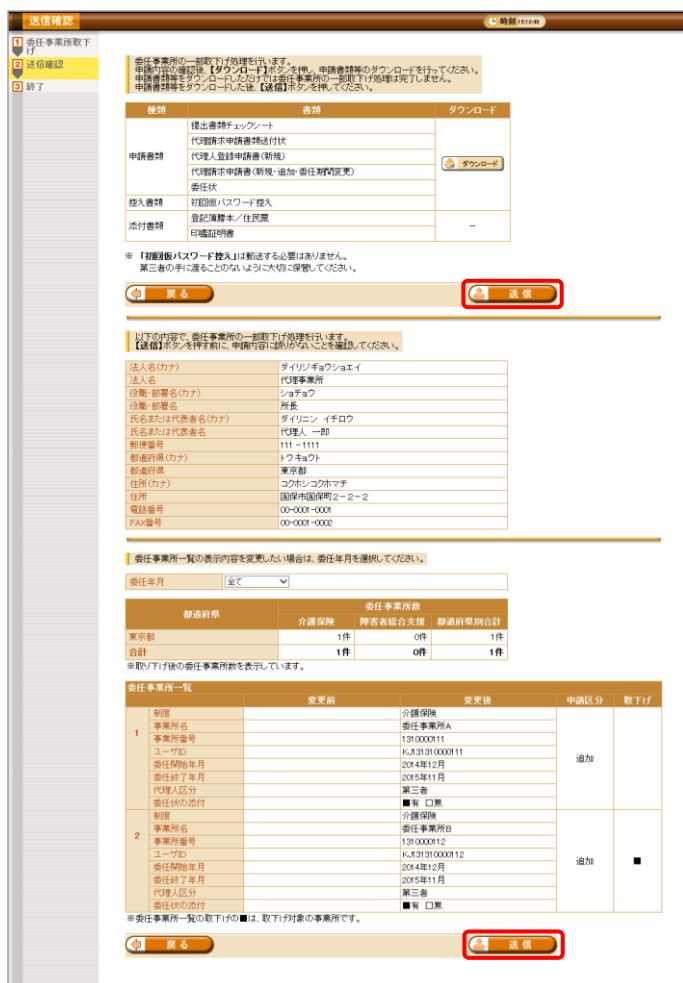 送信確認
時刻 16:16:48
1 委任事業所取下げ
2 送信確認
3 終了
委任事業所の一部取下げ処理を行います。
申請内容の確認後、【ダウンロード】ボタンを押し、申請書類等のダウンロードを行ってください。
申請書類等をダウンロードしただけでは委任事業所の一部取下げ処理は完了しません。
申請書類等をダウンロードした後、【送信】ボタンを押してください。
種類 書類 ダウンロード
申請書類
提出書類チェックシート
代理請求申請書類送付状
代理人登録申請書(新規)
代理請求申請書(新規・追加・委任期間変更)
委任状
ダウンロード
控え書類 初回仮パスワード控え
添付書類
登記簿謄本/住民票
印鑑証明書
－
※ 「初回仮パスワード控え」は郵送する必要はありません。
第三者の手に渡ることのないように大切に保管してください。
戻る 送信
以下の内容で、委任事業所の一部取下げ処理を行います。
【送信】ボタンを押す前に、申請内容に誤りがないことを確認してください。
法人名(カナ) ダイリジギョウショエイ
法人名 代理事業所
役職・部署名(カナ) ショチョウ
役職・部署名 所長
氏名または代表者名(カナ) ダイリニン イチロウ
氏名または代表者名 代理人 一郎
郵便番号 111 -1111
都道府県(カナ) トウキョウト
都道府県 東京都
住所(カナ) コクホシコクホマチ
住所 国保市国保町2-2-2
電話番号 00-0001-0001
FAX番号 00-0001-0002
委任事業所一覧の表示内容を変更したい場合は、委任年月を選択してください。
委任年月 全て
都道府県 委任事業所数
介護保険 障害者総合支援 都道府県別合計
東京都 1件 0件 1件
合計 1件 0件 1件
※取り下げ後の委任事業所数を表示しています。
委任事業所一覧
変更前 変更後 申請区分 取下げ
1
制度 介護保険
事業所名 委任事業所A
事業所番号 1310000111
ユーザID KJ131310000111
委任開始年月 2014年12月
委任終了年月 2015年11月
代理人区分 第三者
委任状の添付 ■有 □無
追加
2
制度 介護保険
事業所名 委任事業所B
事業所番号 1310000112
ユーザID KJ131310000112
委任開始年月 2014年12月
委任終了年月 2015年11月
代理人区分 第三者
委任状の添付 ■有 □無
追加 ■
※委任事業所一覧の取下げの■は、取下げ対象の事業所です。
戻る 送信